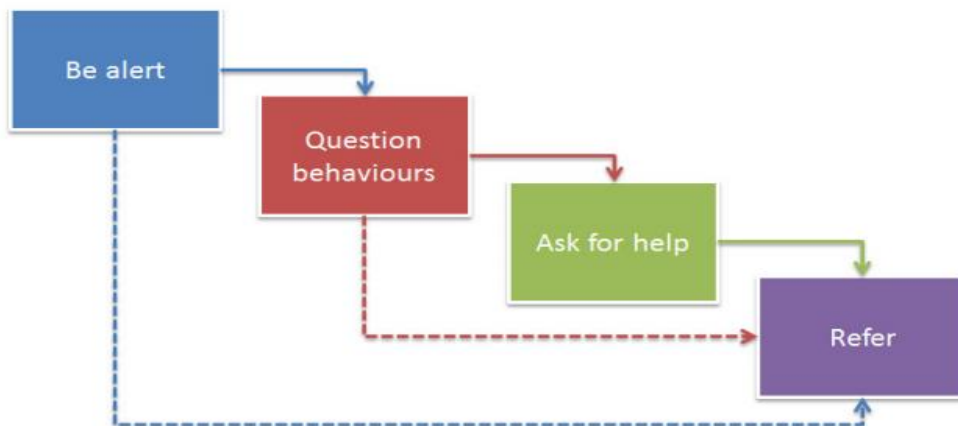 Be alert
Question
behaviours
Ask for help
Refer